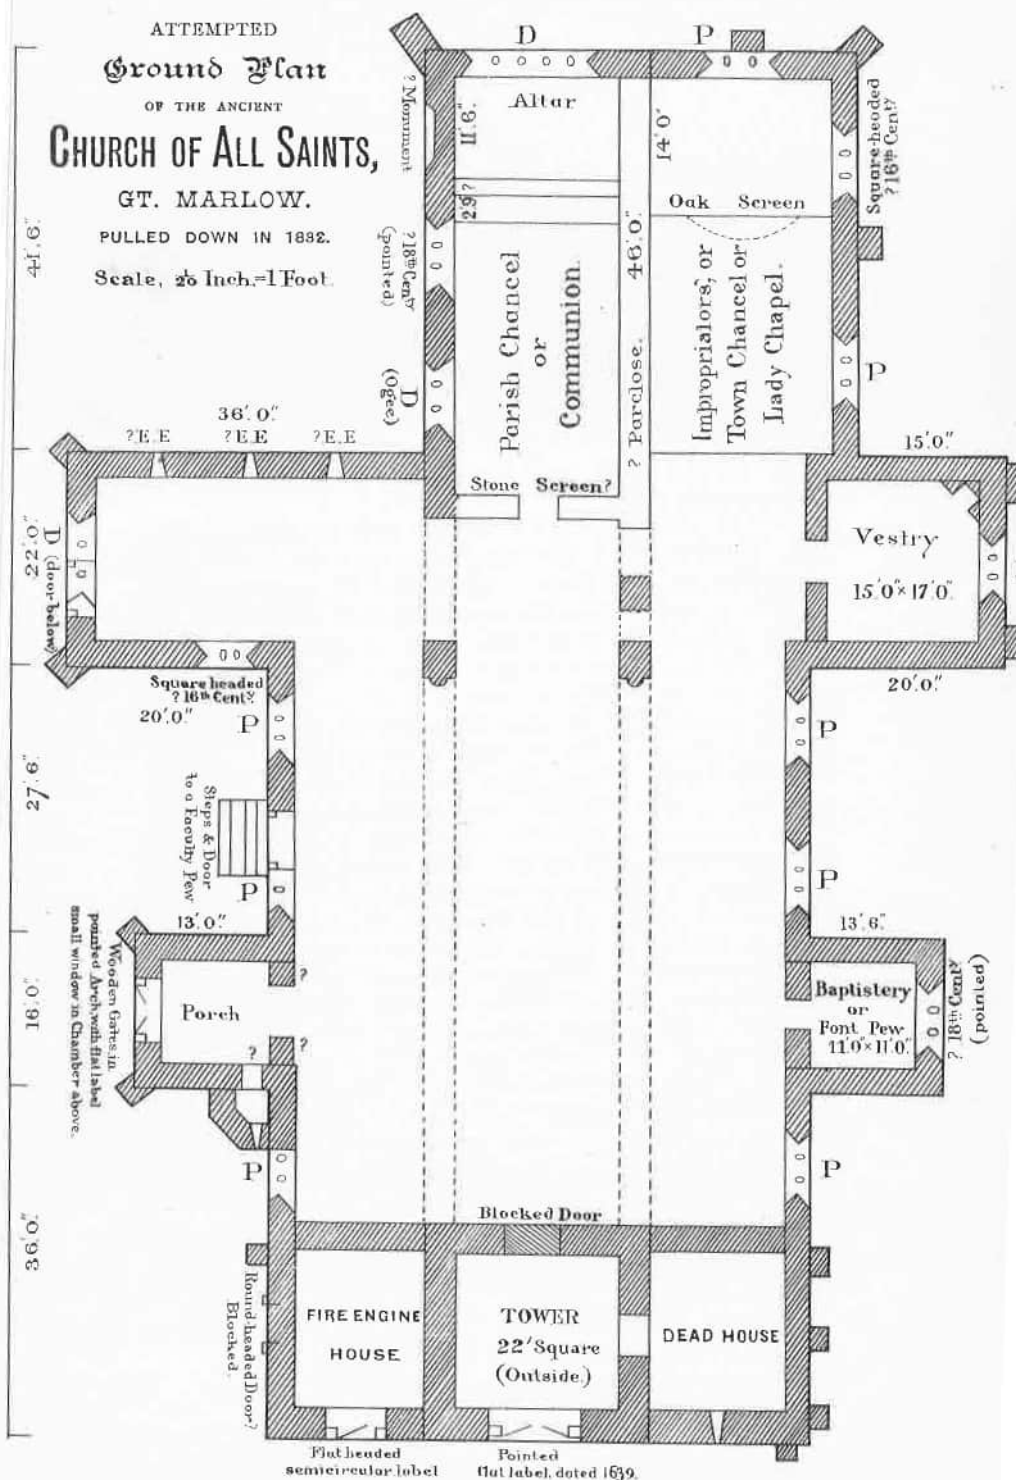 ATTEMPTED
Ground Plan
OF THE ANCIENT
CHURCH OF ALL SAINTS,
GT. MARLOW.
PULLED DOWN IN 1832.
Scale, 1/20 Inch.=1 Foot.
D
P
Altar
11'.6"
14'.0"
? Monument
Square-headed
? 16th Centy
2.9?
Oak Screen
41'.6"
? 18th Centy
(pointed)
46'.0"
Parish Chancel
or
Communion.
? Parclose.
Impropriators', or
Town Chancel or
Lady Chapel.
D
(Ogee)
P
36'.0"
? E.E
? E.E
? E.E
15'.0"
Stone Screen?
22'.0"
D (door below)
Vestry
15'.0" × 17'.0"
Square headed
? 16th Centy.
20'.0"
20'.0"
P
P
27'.6"
Steps & Door
to a Faculty Pew
P
P
13'.0"
13'.6"
Wooden Gates, in
pointed Arch, with flat label
small window in Chamber above.
?
16'.0"
Porch
?
?
Baptistery
or
Font Pew
11'.0" × 11'.0"
? 18th Centy
(pointed)
P
P
Blocked Door
36'.0"
Round-headed Door?
Blocked.
FIRE ENGINE
HOUSE
TOWER
22' Square
(Outside.)
DEAD HOUSE
Flat headed
semicircular label
Pointed
flat label, dated 1639.